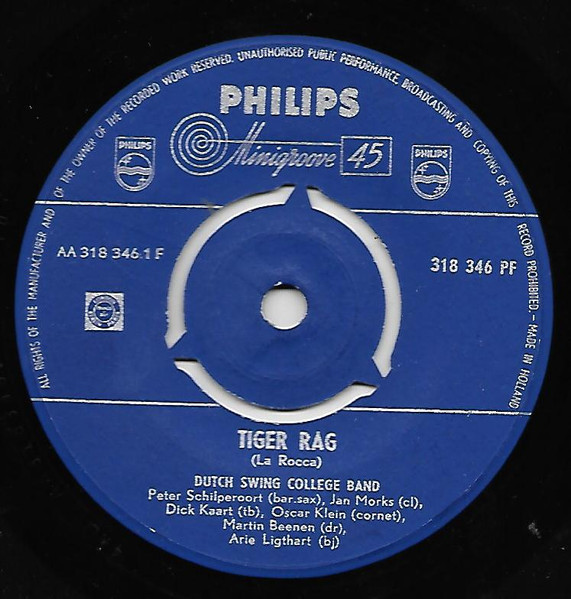 ALL RIGHTS OF THE MANUFACTURER AND OF THE OWNER OF THE RECORDED WORK RESERVED. UNAUTHORISED PUBLIC PERFORMANCE, BROADCASTING AND COPYING OF THIS RECORD PROHIBITED. – MADE IN HOLLAND
PHILIPS
Minigroove 45
PHILIPS
PHILIPS
AA 318 346.1 F
318 346 PF
TIGER RAG
(La Rocca)
DUTCH SWING COLLEGE BAND
Peter Schilperoort (bar.sax), Jan Morks (cl),
Dick Kaart (tb), Oscar Klein (cornet),
Martin Beenen (dr),
Arie Ligthart (bj)